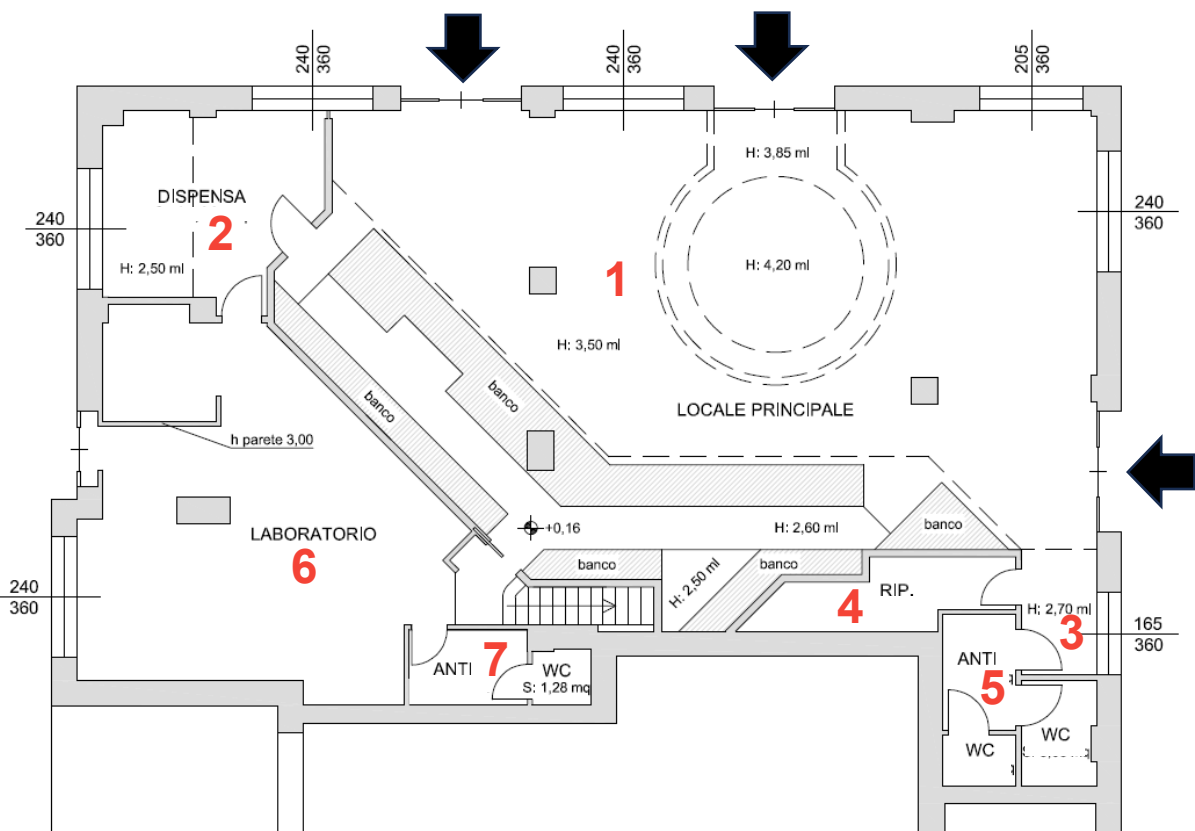 240
360
240
360
205
360
H: 3,85 ml
DISPENSA
2
240
360
240
360
H: 2,50 ml
H: 4,20 ml
1
H: 3,50 ml
banco
banco
LOCALE PRINCIPALE
h parete 3,00
+0,16
H: 2,60 ml
banco
LABORATORIO
6
banco
H: 2,50 ml
banco
RIP.
4
240
360
H; 2,70 ml
3
165
360
ANTI
7
WC
S: 1,28 mq
ANTI
5
WC
WC